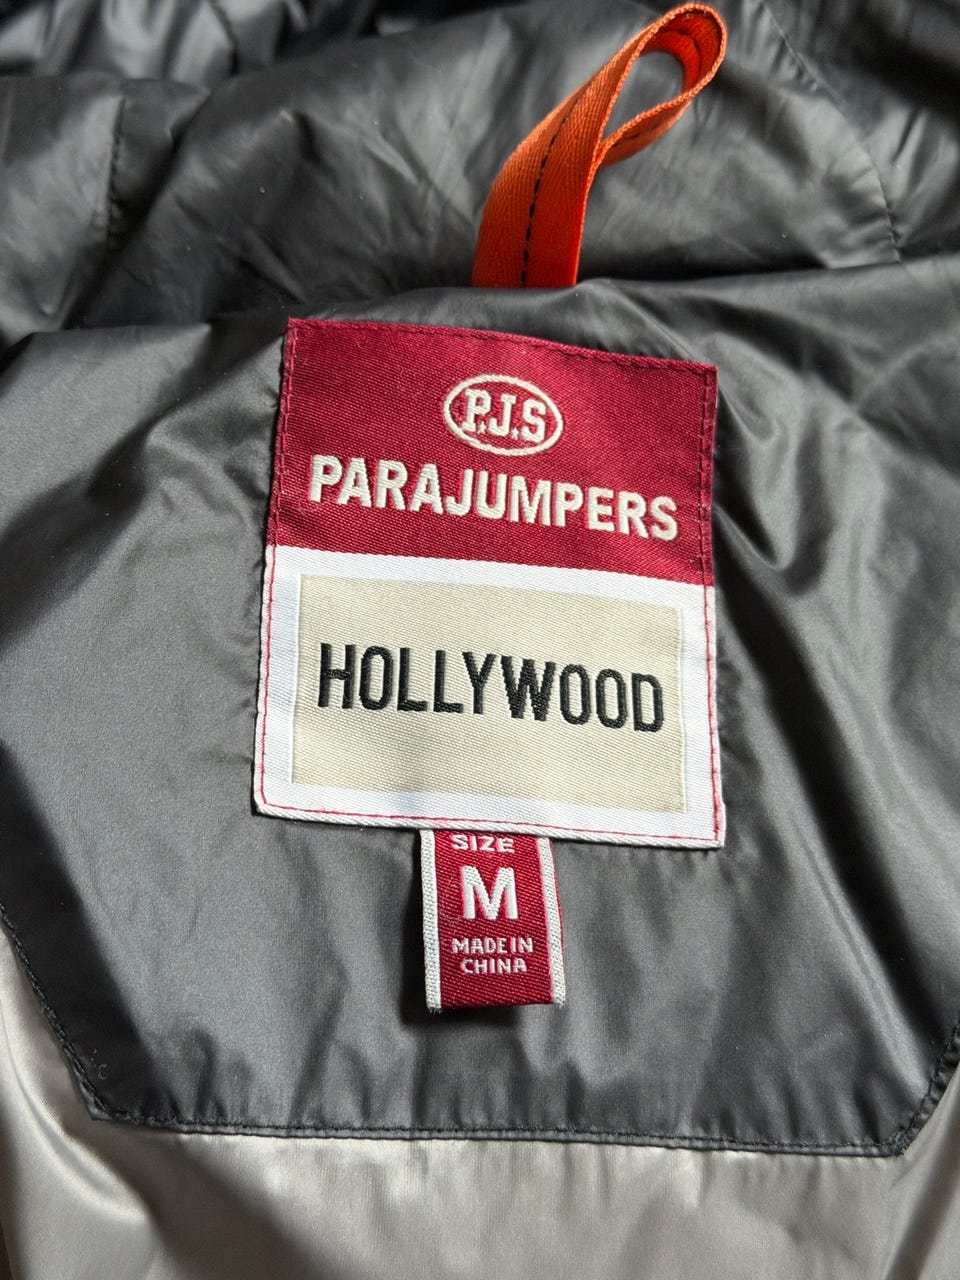 P.J.S
PARAJUMPERS
HOLLYWOOD
SIZE
M
MADE IN
CHINA